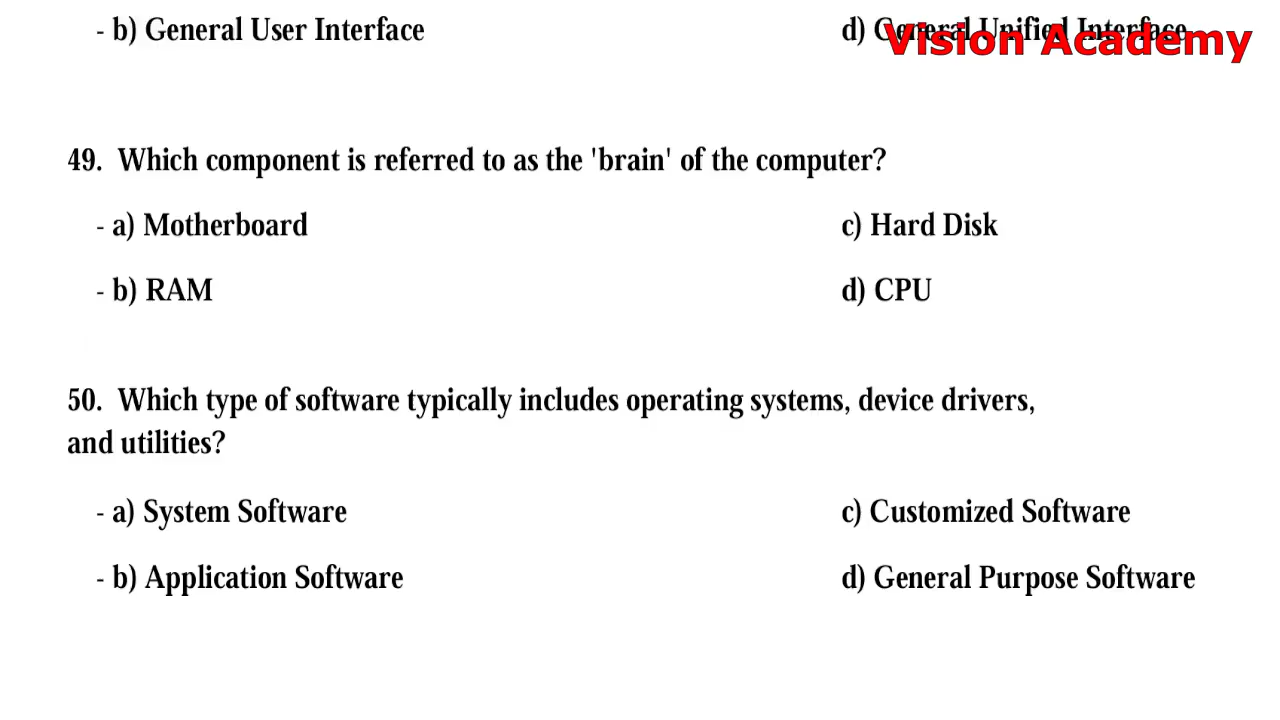 - b) General User Interface d) General Unified Interface
Vision Academy
49. Which component is referred to as the 'brain' of the computer?
- a) Motherboard c) Hard Disk
- b) RAM d) CPU
50. Which type of software typically includes operating systems, device drivers,
and utilities?
- a) System Software c) Customized Software
- b) Application Software d) General Purpose Software